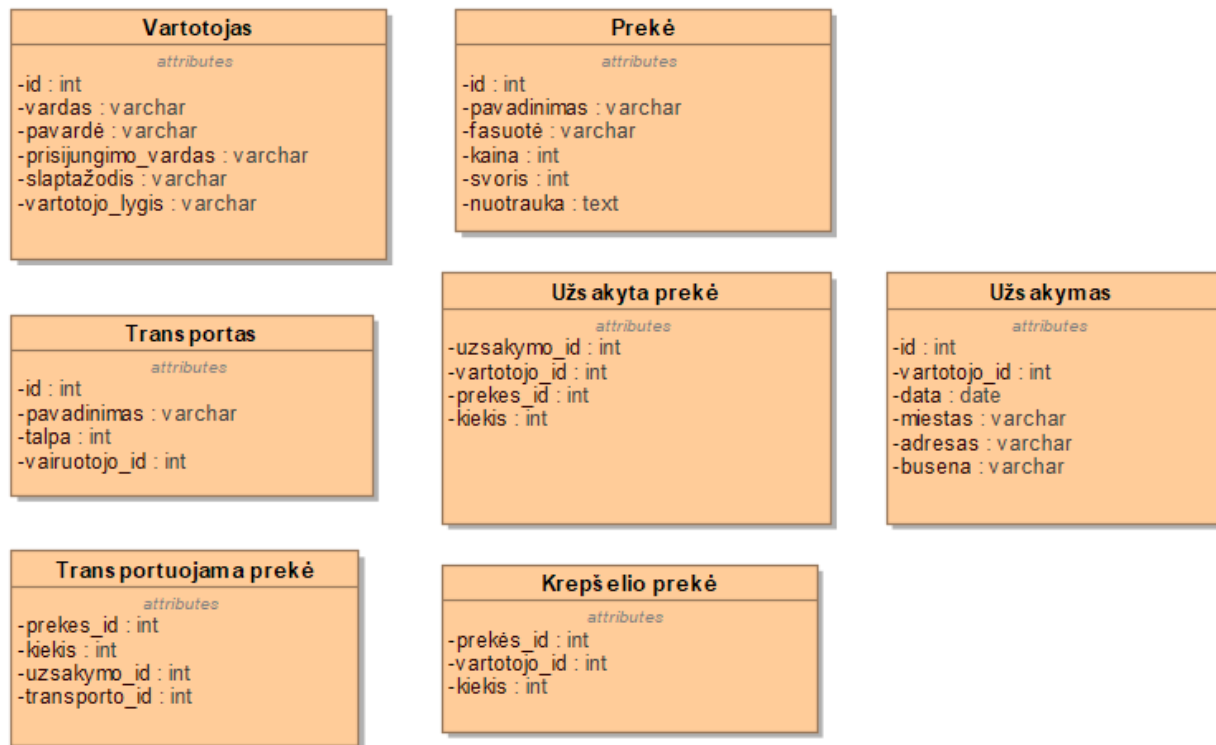 Vartotojas
attributes
-id : int
-vardas : varchar
-pavardė : varchar
-prisijungimo_vardas : varchar
-slaptažodis : varchar
-vartotojo_lygis : varchar
Prekė
attributes
-id : int
-pavadinimas : varchar
-fasuotė : varchar
-kaina : int
-svoris : int
-nuotrauka : text
Transportas
attributes
-id : int
-pavadinimas : varchar
-talpa : int
-vairuotojo_id : int
Užsakyta prekė
attributes
-uzsakymo_id : int
-vartotojo_id : int
-prekes_id : int
-kiekis : int
Užsakymas
attributes
-id : int
-vartotojo_id : int
-data : date
-miestas : varchar
-adresas : varchar
-busena : varchar
Transportuojama prekė
attributes
-prekes_id : int
-kiekis : int
-uzsakymo_id : int
-transporto_id : int
Krepšelio prekė
attributes
-prekės_id : int
-vartotojo_id : int
-kiekis : int